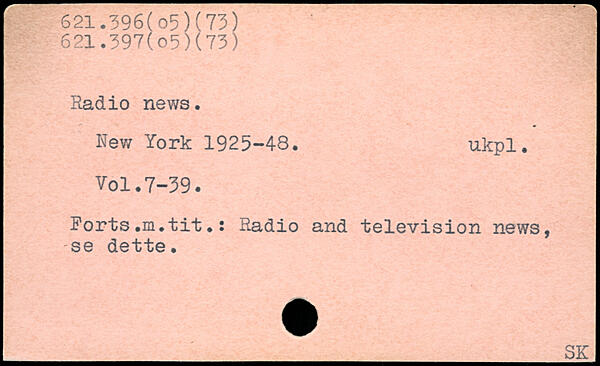 621.396(o5)(73)
621.397(o5)(73)
Radio news.
New York 1925-48. ukpl.
Vol.7-39.
Forts.m.tit.: Radio and television news,
se dette.
SK